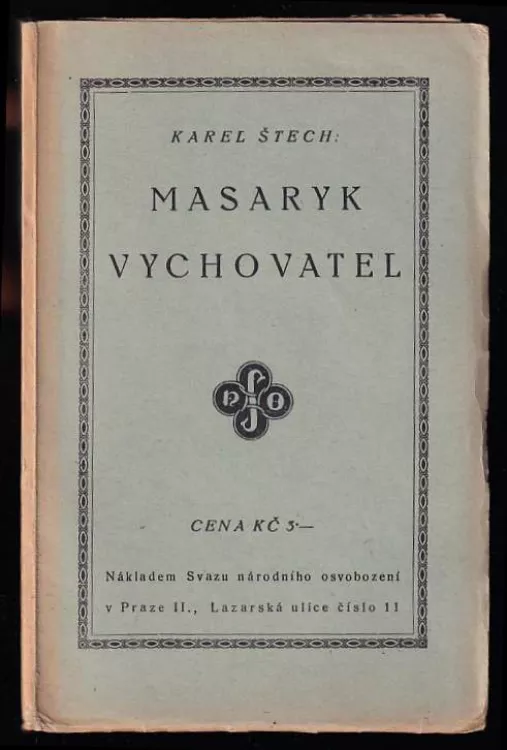 KAREL ŠTECH:
MASARYK
VYCHOVATEL
CENA KČ 3·—
Nákladem Svazu národního osvobození
v Praze II., Lazarská ulice číslo 11